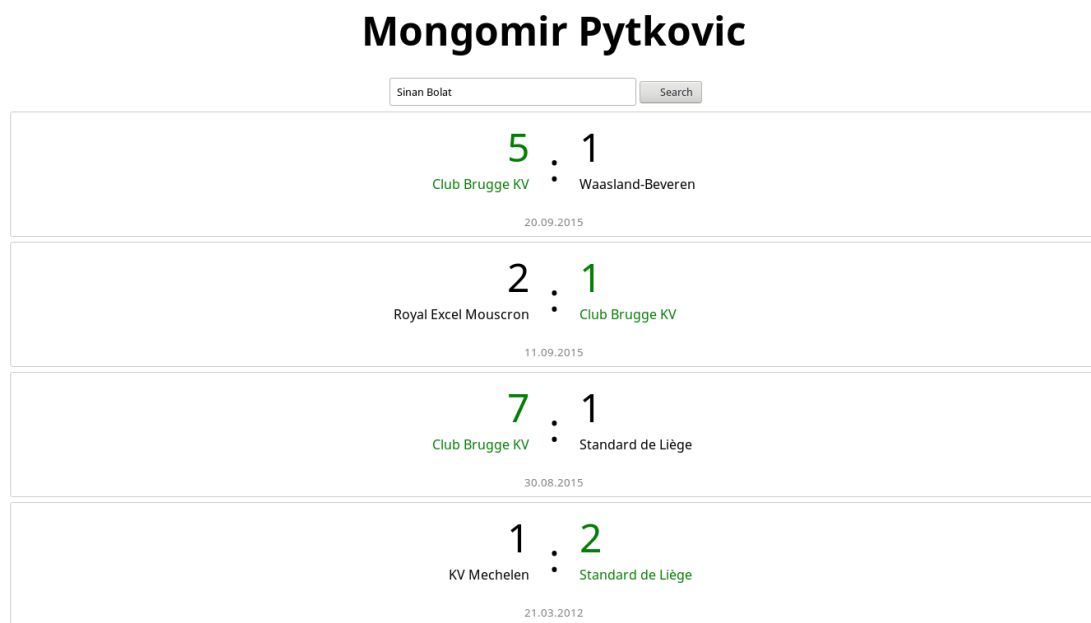 Mongomir Pytkovic
Sinan Bolat Search
5 : 1
Club Brugge KV Waasland-Beveren
20.09.2015
2 : 1
Royal Excel Mouscron Club Brugge KV
11.09.2015
7 : 1
Club Brugge KV Standard de Liège
30.08.2015
1 : 2
KV Mechelen Standard de Liège
21.03.2012